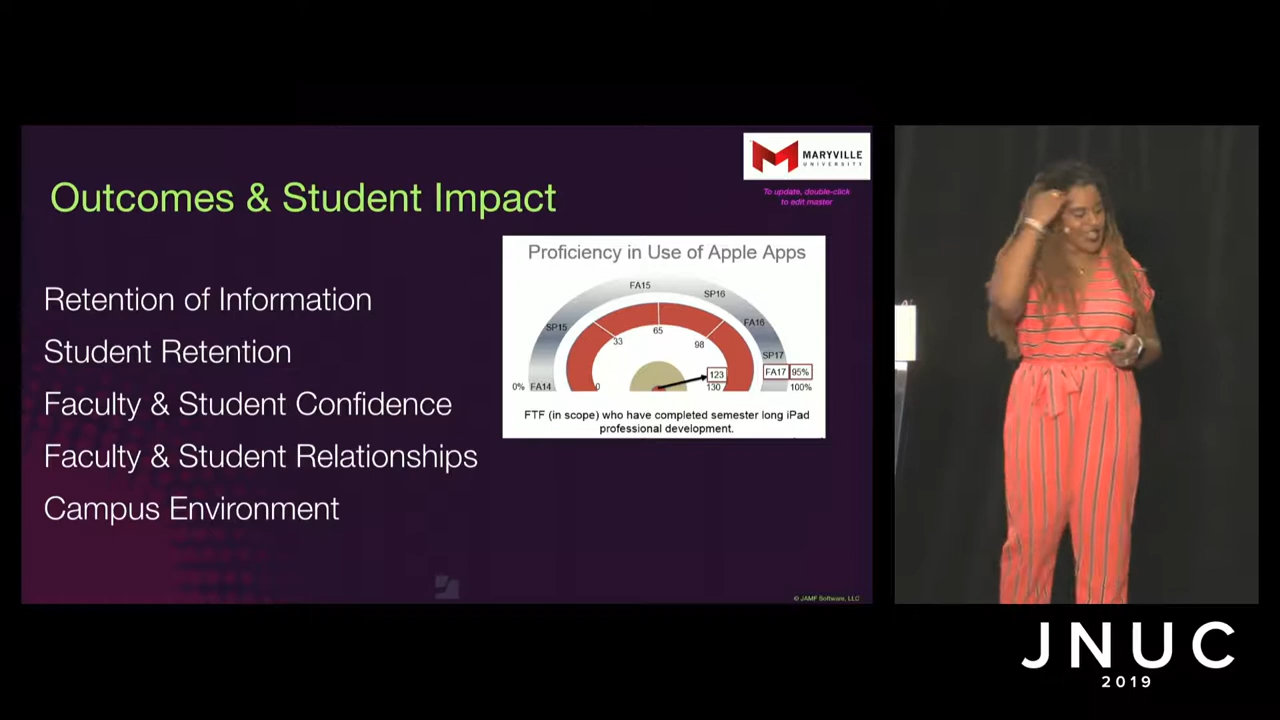 MARYVILLE
UNIVERSITY
To update, double-click
to edit master
Outcomes & Student Impact
Retention of Information
Student Retention
Faculty & Student Confidence
Faculty & Student Relationships
Campus Environment
Proficiency in Use of Apple Apps
FA15
SP16
SP15
FA16
65
33
98
SP17
FA17 95%
123
0% FA14 0
130 100%
FTF (in scope) who have completed semester long iPad
professional development.
© JAMF Software, LLC
JNUC
2019